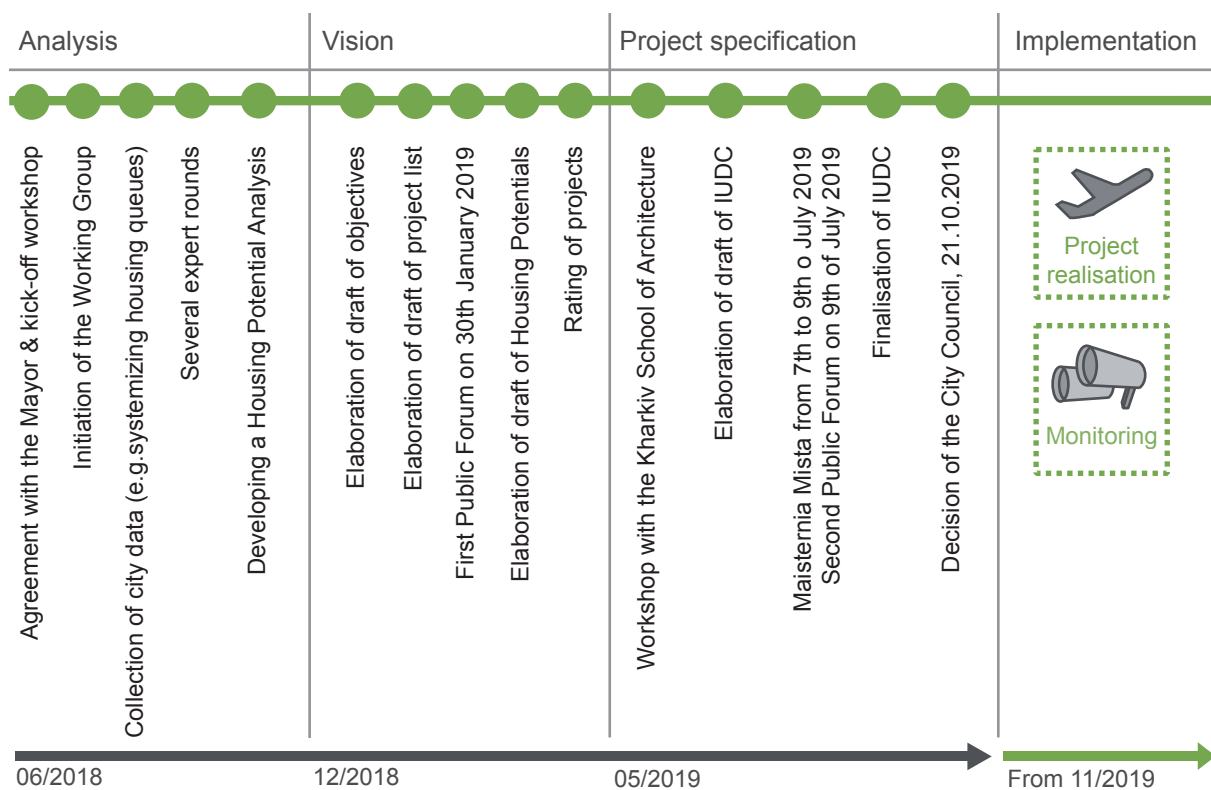 Analysis
Vision
Project specification
Implementation
Agreement with the Mayor & kick-off workshop
Initiation of the Working Group
Collection of city data (e.g.systemizing housing queues)
Several expert rounds
Developing a Housing Potential Analysis
Elaboration of draft of objectives
Elaboration of draft of project list
First Public Forum on 30th January 2019
Elaboration of draft of Housing Potentials
Rating of projects
Workshop with the Kharkiv School of Architecture
Elaboration of draft of IUDC
Maisternia Mista from 7th to 9th o July 2019
Second Public Forum on 9th of July 2019
Finalisation of IUDC
Decision of the City Council, 21.10.2019
Project
realisation
Monitoring
06/2018
12/2018
05/2019
From 11/2019